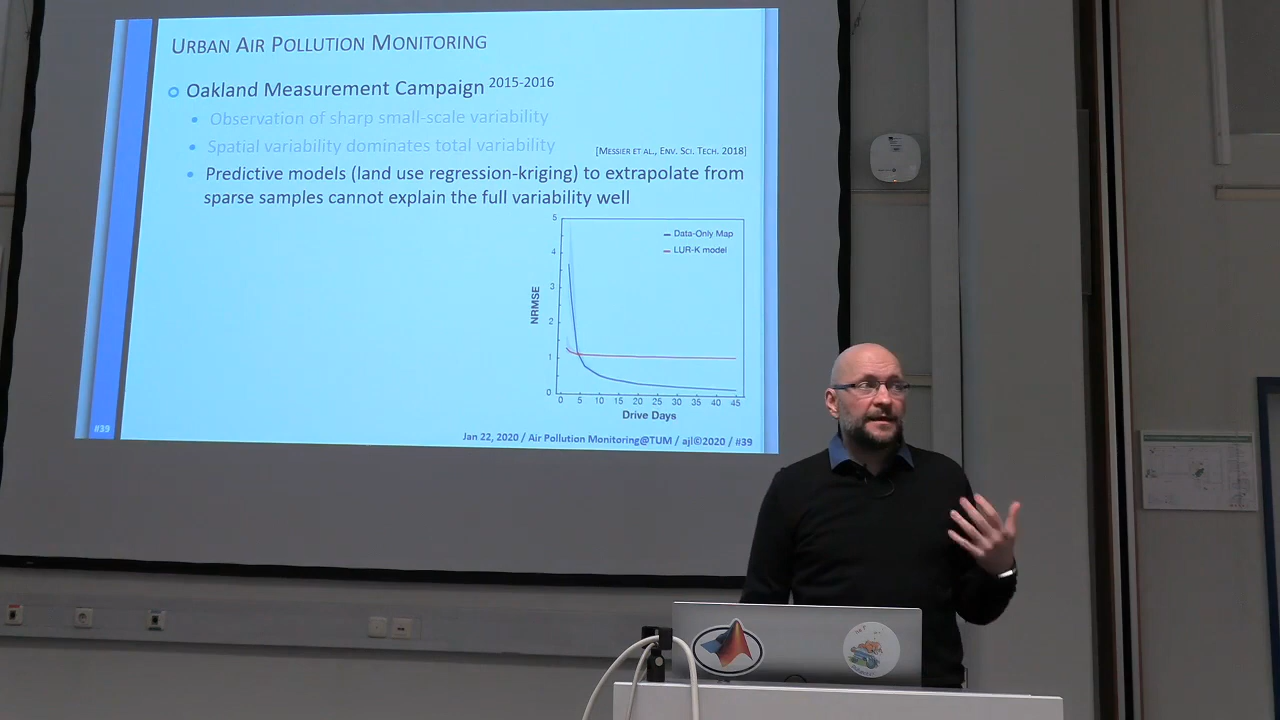 URBAN AIR POLLUTION MONITORING
Oakland Measurement Campaign 2015-2016
Observation of sharp small-scale variability
Spatial variability dominates total variability
[MESSIER ET AL., ENV. SCI. TECH. 2018]
Predictive models (land use regression-kriging) to extrapolate from
sparse samples cannot explain the full variability well
5
4
3
2
1
0
NRMSE
Data-Only Map
LUR-K model
0 5 10 15 20 25 30 35 40 45
Drive Days
#39
Jan 22, 2020 / Air Pollution Monitoring@TUM / ajl©2020 / #39